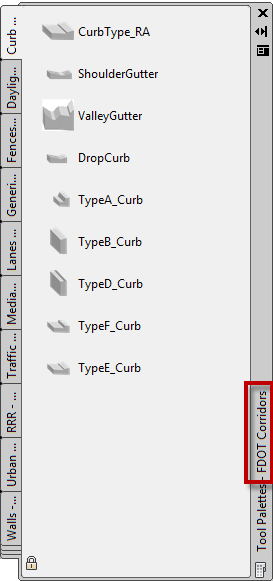 Curb ...
Daylig...
Fences...
Generi...
Lanes ...
Media...
Traffic ...
RRR - ...
Urban ...
Walls - ...
CurbType_RA
ShoulderGutter
ValleyGutter
DropCurb
TypeA_Curb
TypeB_Curb
TypeD_Curb
TypeF_Curb
TypeE_Curb
Tool Palettes - FDOT Corridors